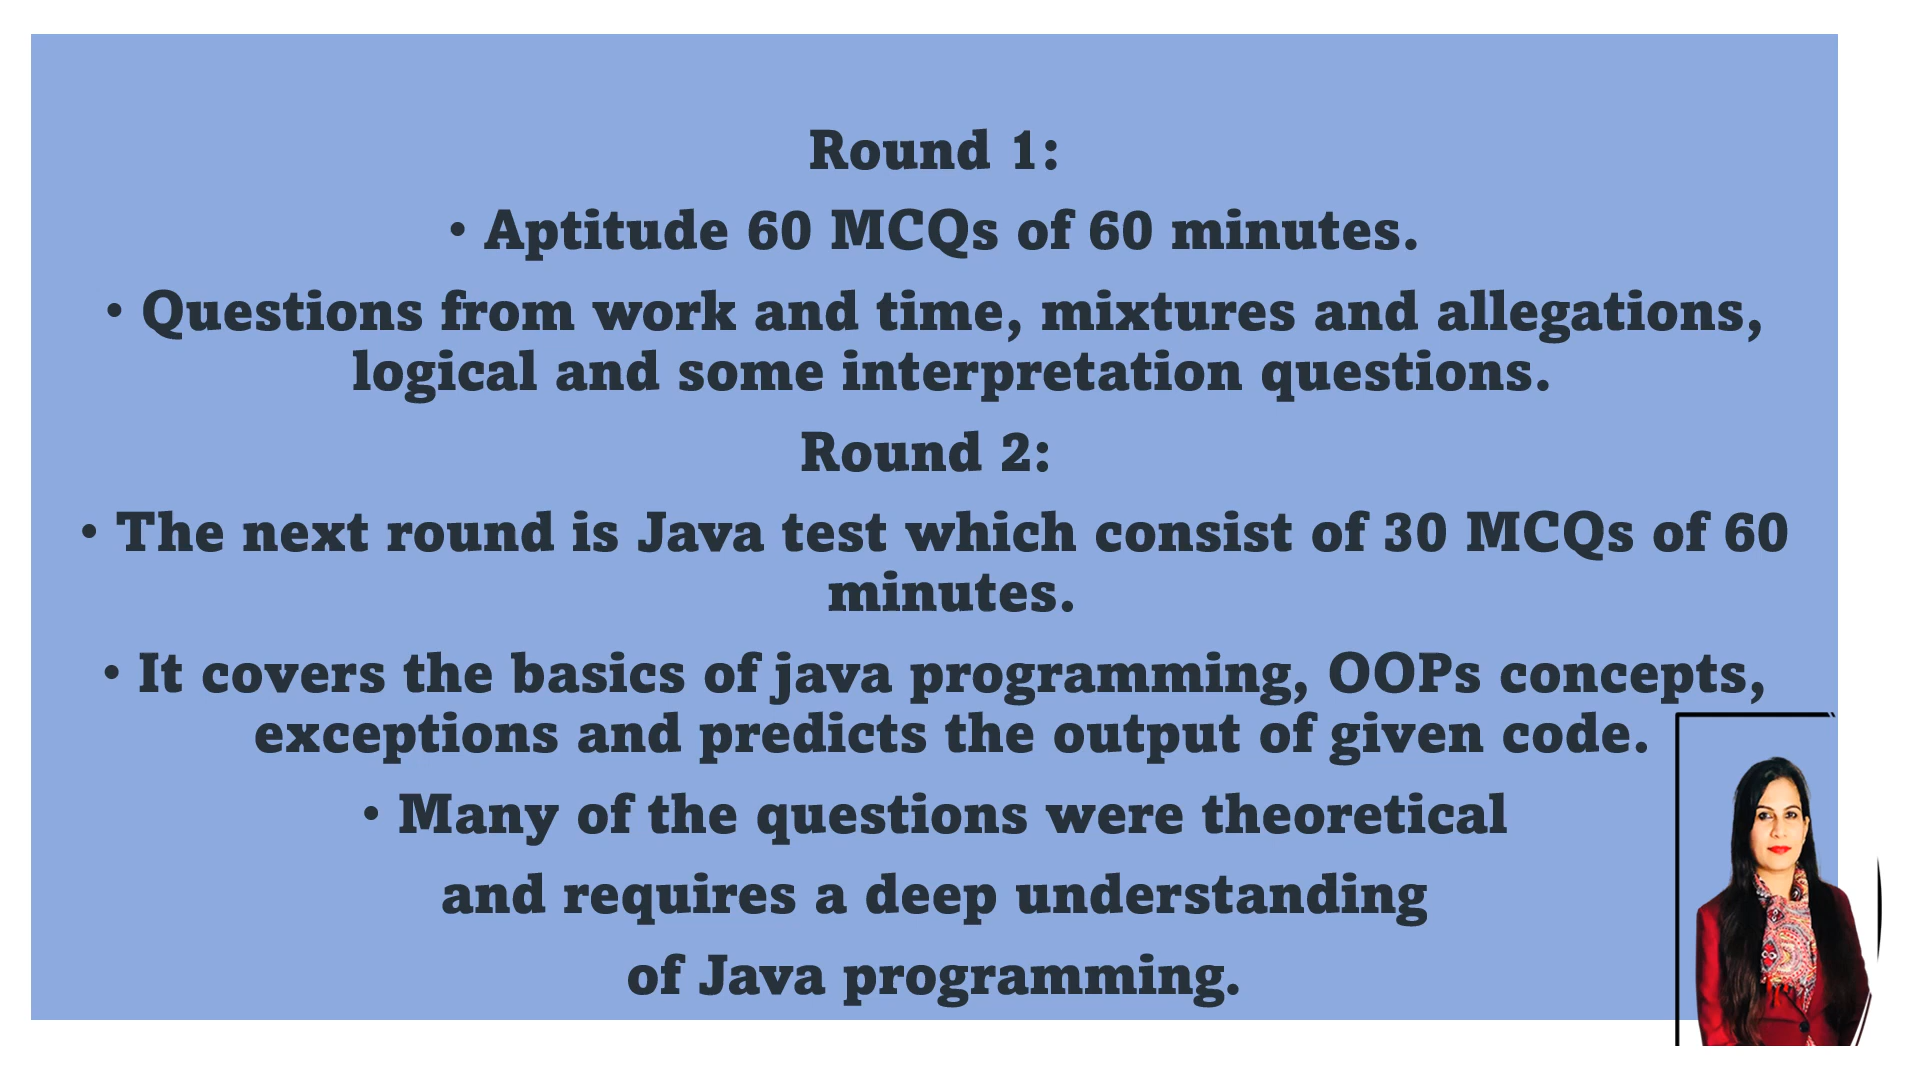 Round 1:
• Aptitude 60 MCQs of 60 minutes.
• Questions from work and time, mixtures and allegations,
logical and some interpretation questions.
Round 2:
• The next round is Java test which consist of 30 MCQs of 60
minutes.
• It covers the basics of java programming, OOPs concepts,
exceptions and predicts the output of given code.
• Many of the questions were theoretical
and requires a deep understanding
of Java programming.